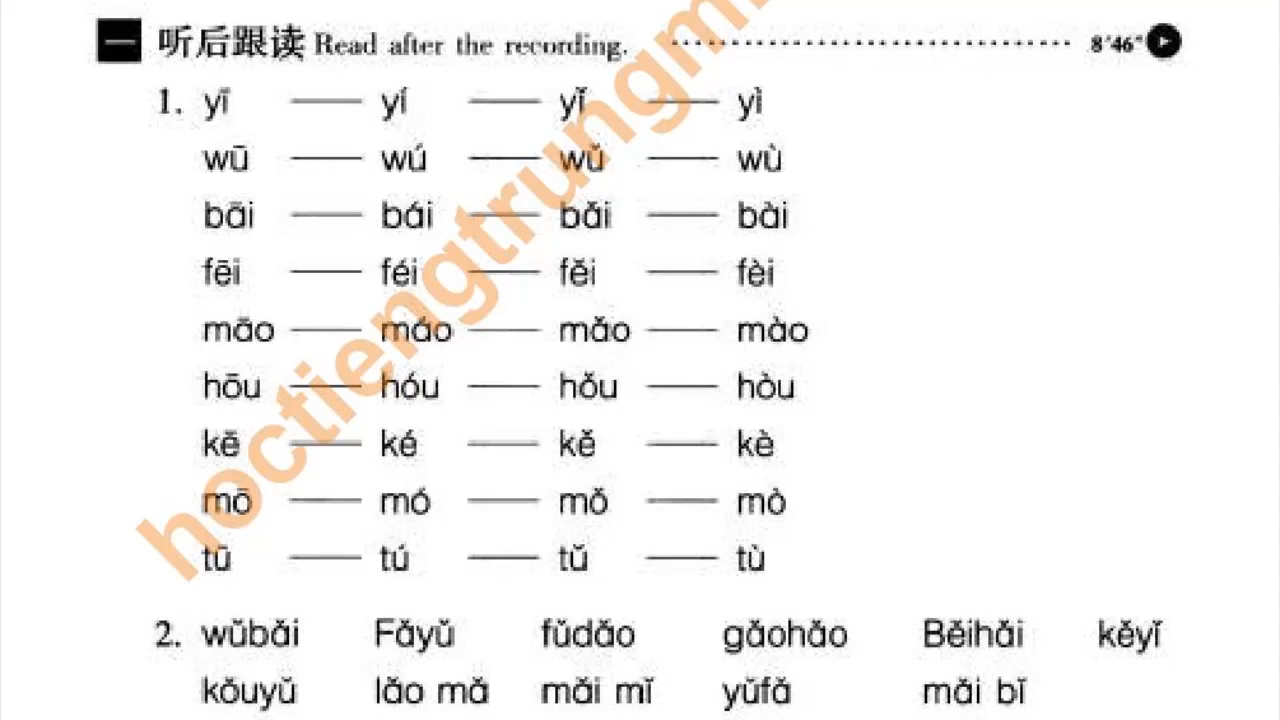 一 听后跟读 Read after the recording. 8'46"
1. yī —— yí —— yǐ —— yì
wū —— wú —— wǔ —— wù
bāi —— bái —— bǎi —— bài
fēi —— féi —— fěi —— fèi
māo —— máo —— mǎo —— mào
hōu —— hóu —— hǒu —— hòu
kē —— ké —— kě —— kè
mō —— mó —— mǒ —— mò
tū —— tú —— tǔ —— tù
2. wǔbǎi Fǎyǔ fǔdǎo gǎohǎo Běihǎi kěyǐ
kǒuyǔ lǎo mǎ mǎi mǐ yǔfǎ mǎi bǐ
hoctiengtrungm